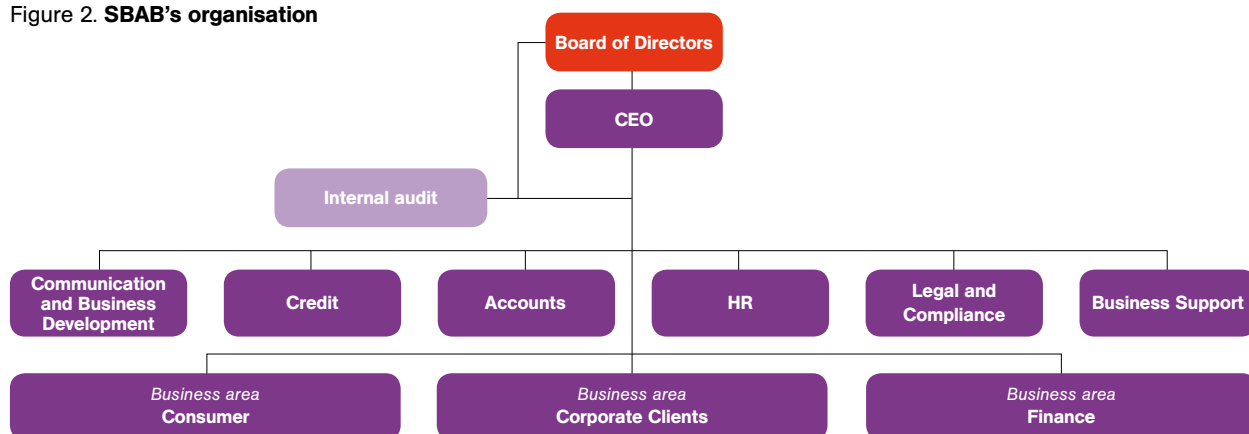 Figure 2. SBAB’s organisation
Board of Directors
CEO
Internal audit
Communication
and Business
Development
Credit
Accounts
HR
Legal and
Compliance
Business Support
Business area
Consumer
Business area
Corporate Clients
Business area
Finance